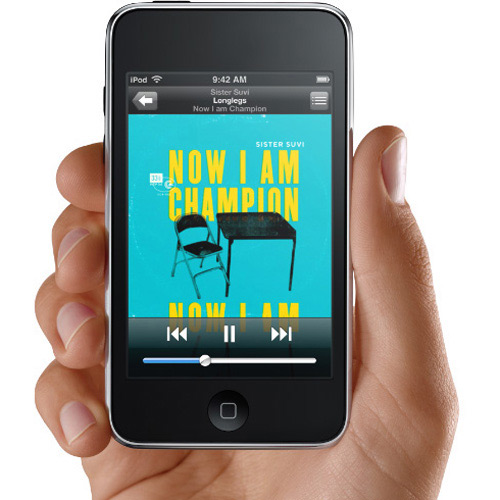 iPod 9:42 AM
Sister Suvi
Longlegs
Now I Am Champion
SISTER SUVI
NOW I AM
CHAMPION
NOW I AM